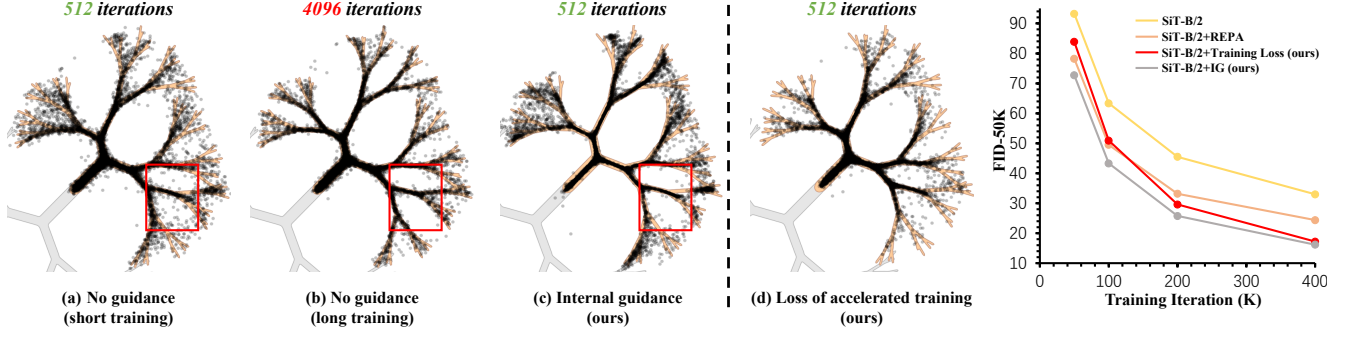 512 iterations
4096 iterations
512 iterations
512 iterations
(a) No guidance
(short training)
(b) No guidance
(long training)
(c) Internal guidance
(ours)
(d) Loss of accelerated training
(ours)
FID-50K
90
80
70
60
50
40
30
20
10
0
100
200
300
400
Training Iteration (K)
SiT-B/2
SiT-B/2+REPA
SiT-B/2+Training Loss (ours)
SiT-B/2+IG (ours)